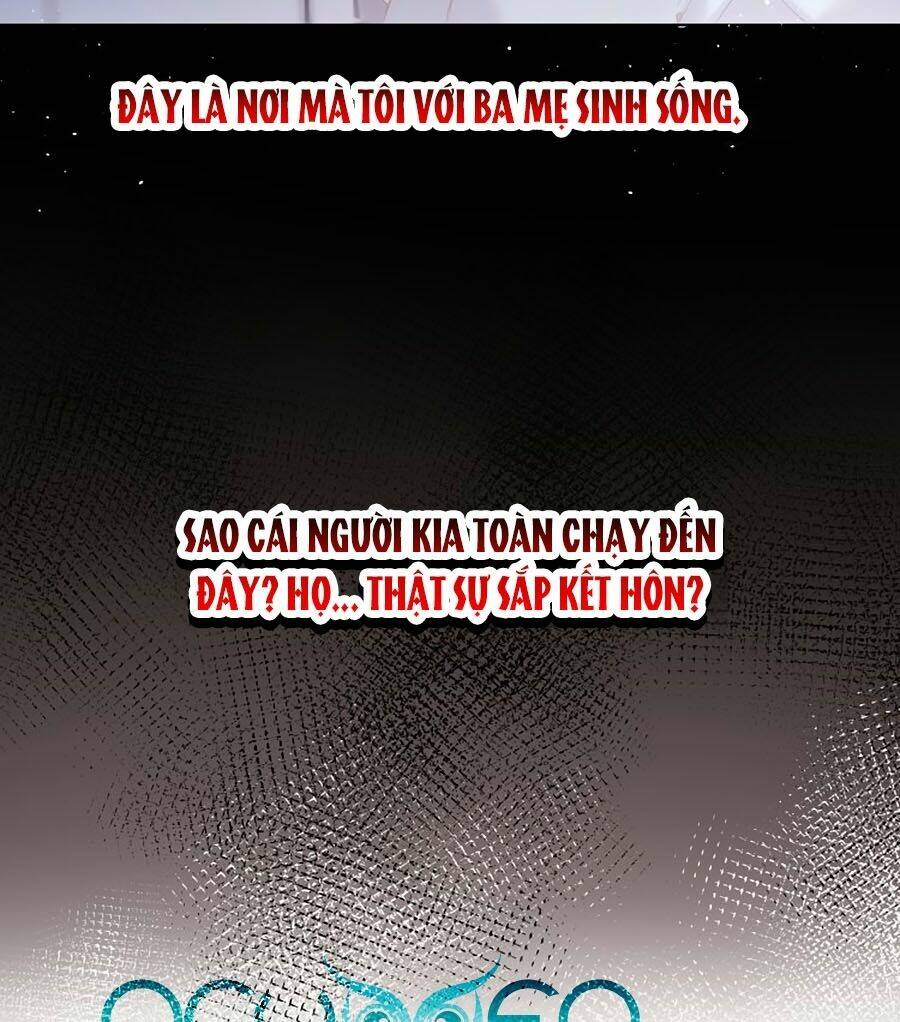 ĐÂY LÀ NƠI MÀ TÔI VỚI BA MẸ SINH SỐNG.
SAO CÁI NGƯỜI KIA TOÀN CHẠY ĐẾN
ĐÂY? HỌ... THẬT SỰ SẮP KẾT HÔN?